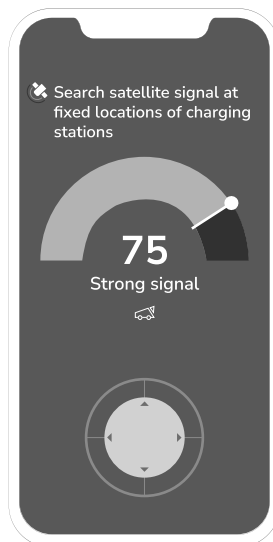 Search satellite signal at
fixed locations of charging
stations
75
Strong signal